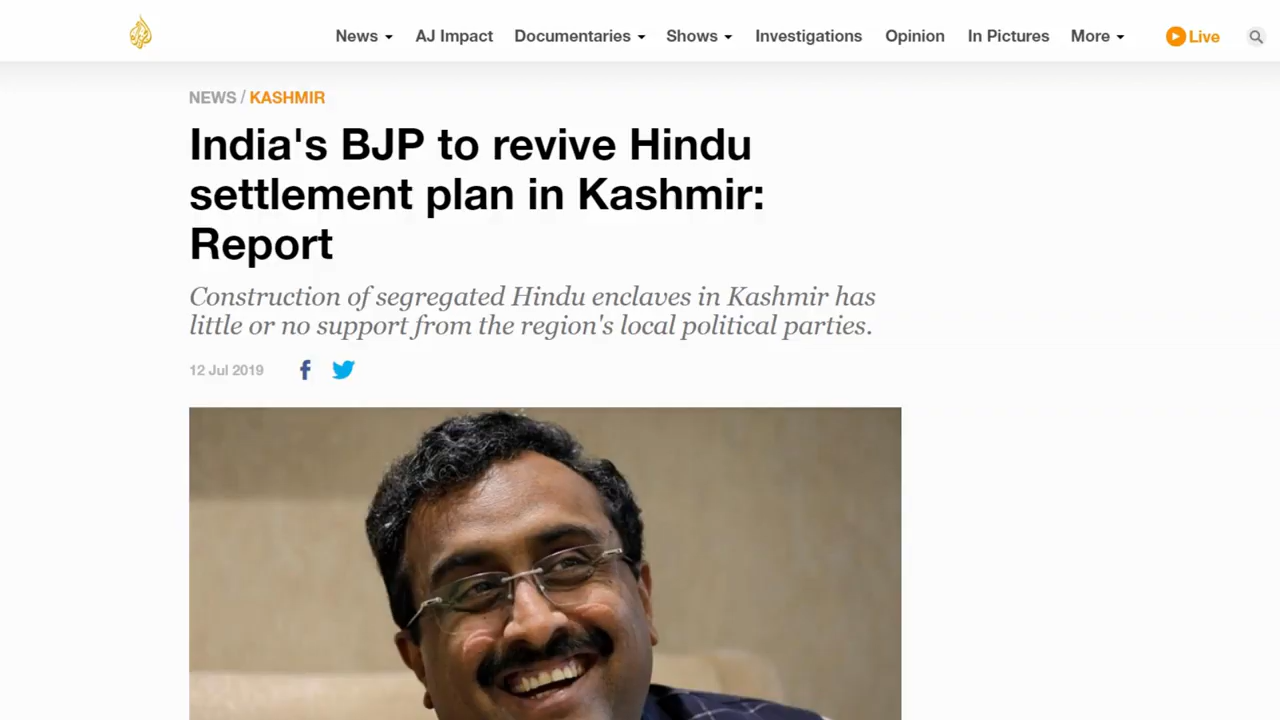 News AJ Impact Documentaries Shows Investigations Opinion In Pictures More Live
NEWS / KASHMIR
India's BJP to revive Hindu
settlement plan in Kashmir:
Report
Construction of segregated Hindu enclaves in Kashmir has
little or no support from the region's local political parties.
12 Jul 2019